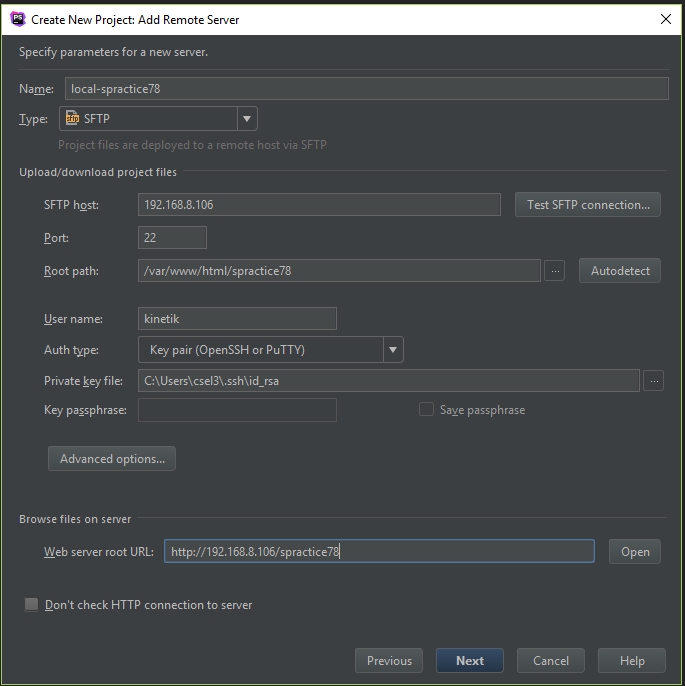 PS Create New Project: Add Remote Server
Specify parameters for a new server.
Name: local-spractice78
Type: sftp SFTP
Project files are deployed to a remote host via SFTP
Upload/download project files
SFTP host: 192.168.8.106 Test SFTP connection...
Port: 22
Root path: /var/www/html/spractice78 ... Autodetect
User name: kinetik
Auth type: Key pair (OpenSSH or PuTTY)
Private key file: C:\Users\csel3\.ssh\id_rsa ...
Key passphrase: Save passphrase
Advanced options...
Browse files on server
Web server root URL: http://192.168.8.106/spractice78 Open
Don't check HTTP connection to server
Previous Next Cancel Help